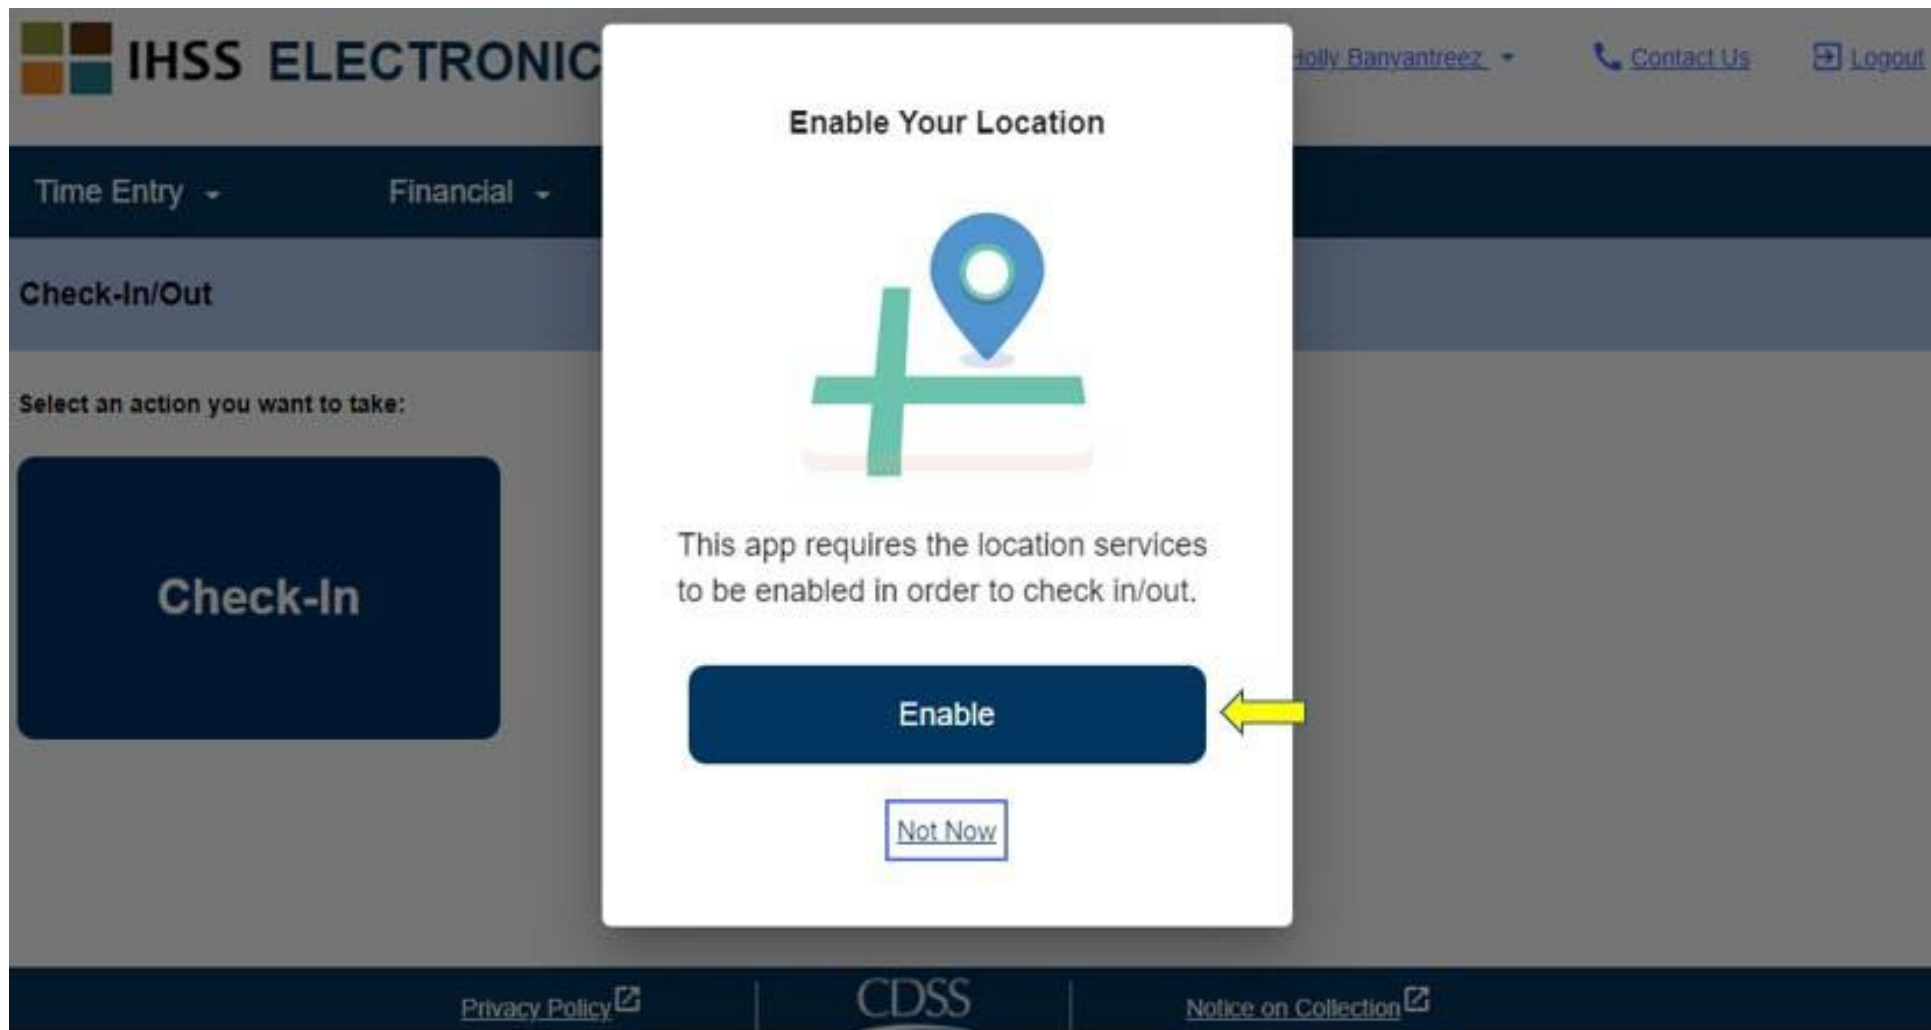 IHSS ELECTRONIC
Holly Banyantreez
Contact Us
Logout
Time Entry
Financial
Check-In/Out
Select an action you want to take:
Check-In
Enable Your Location
This app requires the location services
to be enabled in order to check in/out.
Enable
Not Now
Privacy Policy
CDSS
Notice on Collection